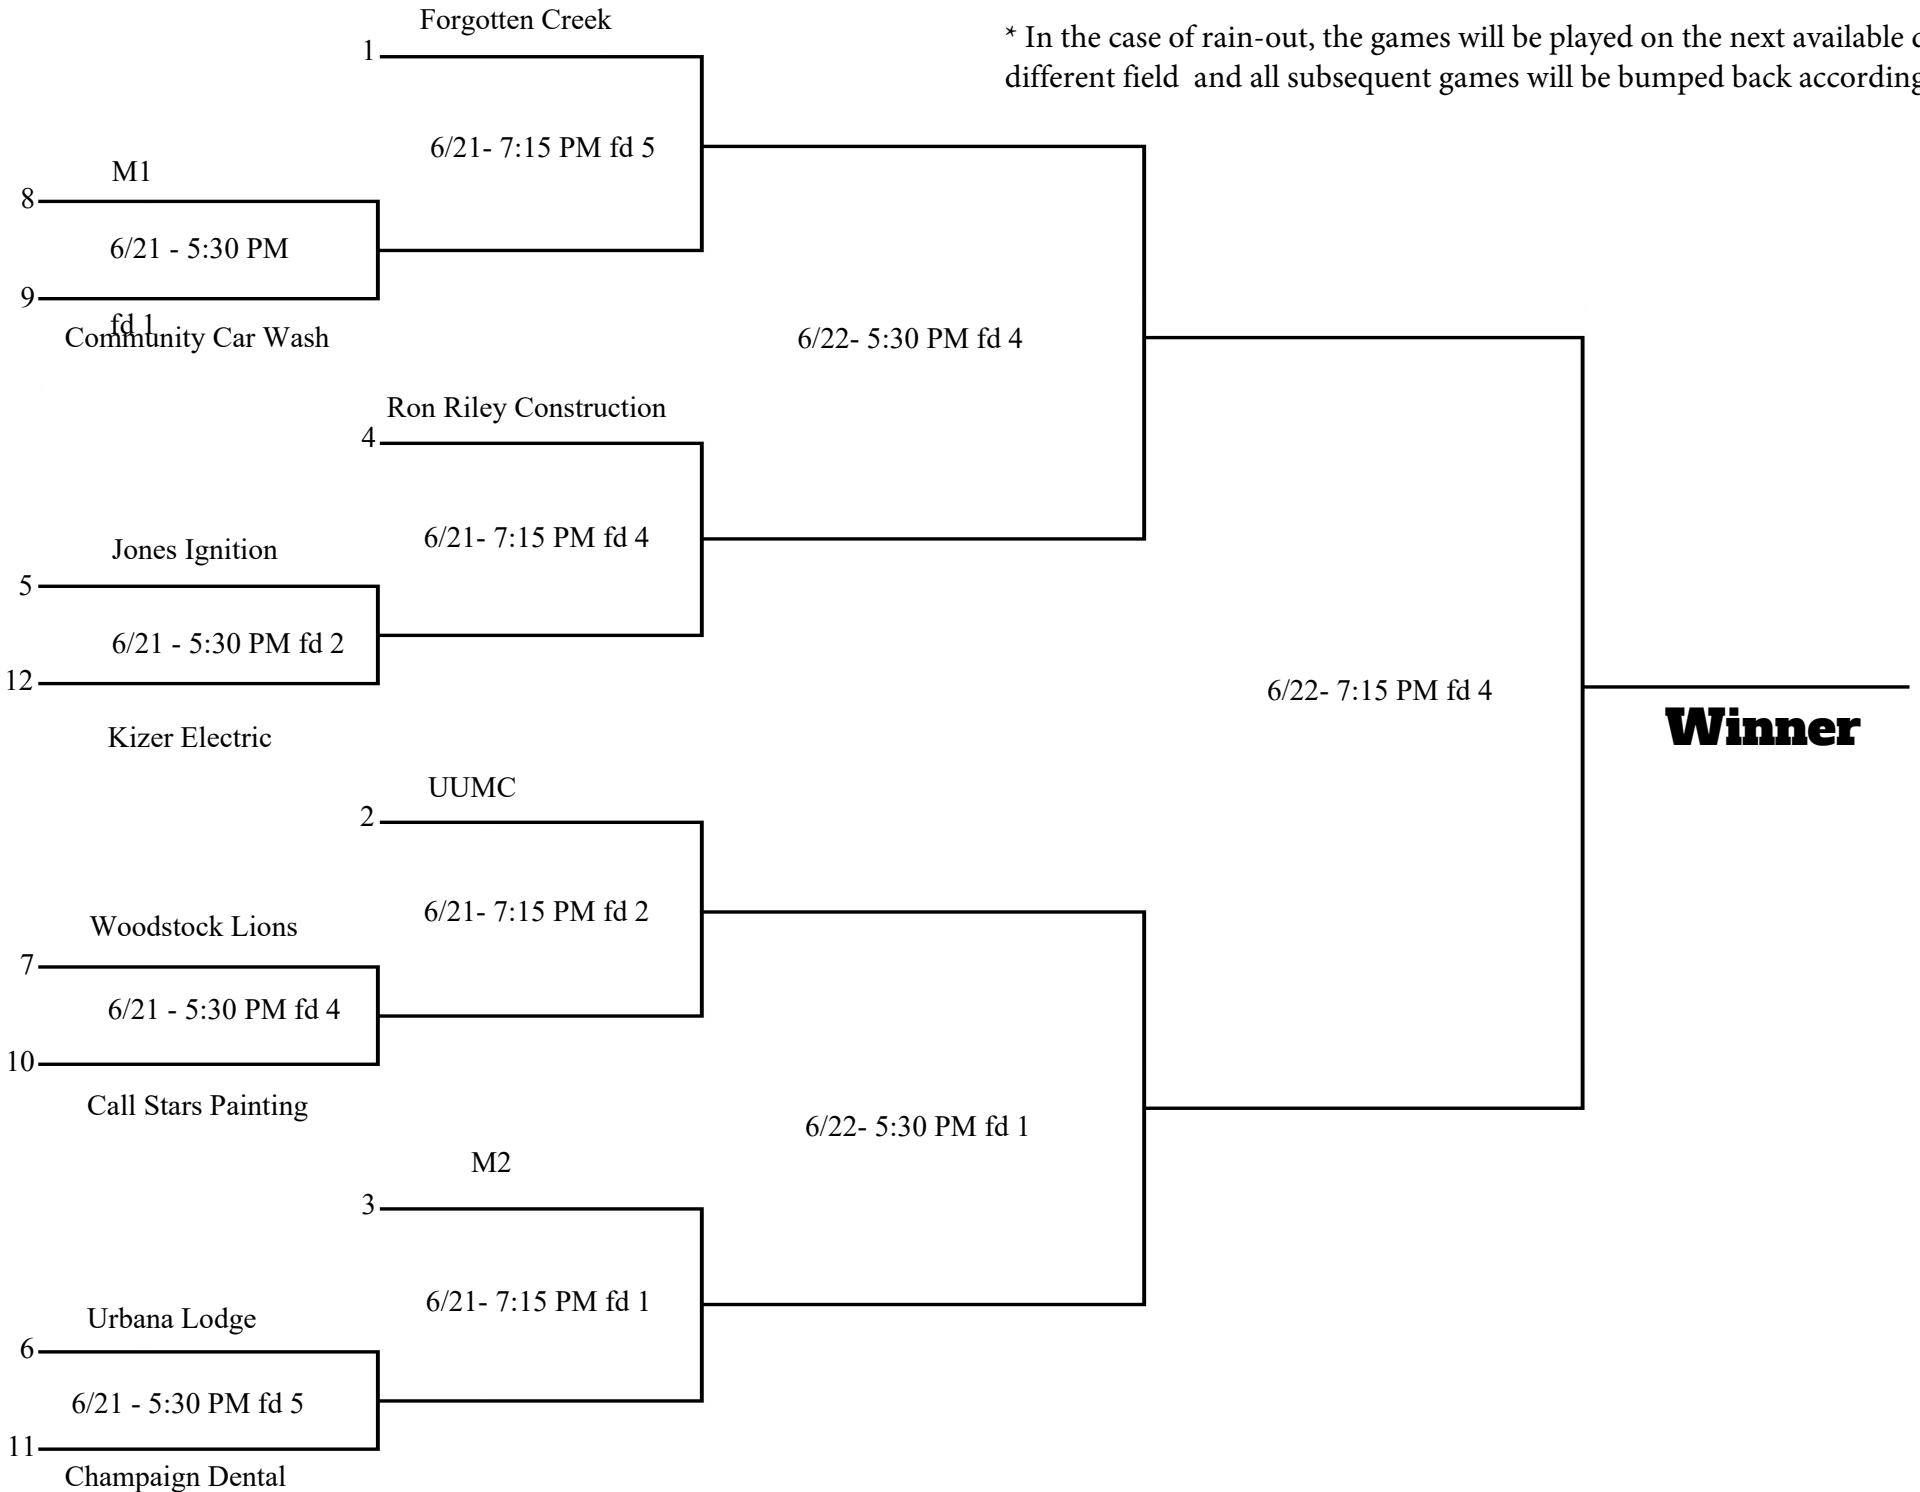 Forgotten Creek
* In the case of rain-out, the games will be played on the next available
different field and all subsequent games will be bumped back
1
6/21- 7:15 PM fd 5
M1
8
6/21 - 5:30 PM
9
fd 1
Community Car Wash
6/22- 5:30 PM fd 4
Ron Riley Construction
4
6/21- 7:15 PM fd 4
Jones Ignition
5
6/21 - 5:30 PM fd 2
12
6/22- 7:15 PM fd 4
Winner
Kizer Electric
UUMC
2
6/21- 7:15 PM fd 2
Woodstock Lions
7
6/21 - 5:30 PM fd 4
10
Call Stars Painting
6/22- 5:30 PM fd 1
M2
3
6/21- 7:15 PM fd 1
Urbana Lodge
6
6/21 - 5:30 PM fd 5
11
Champaign Dental